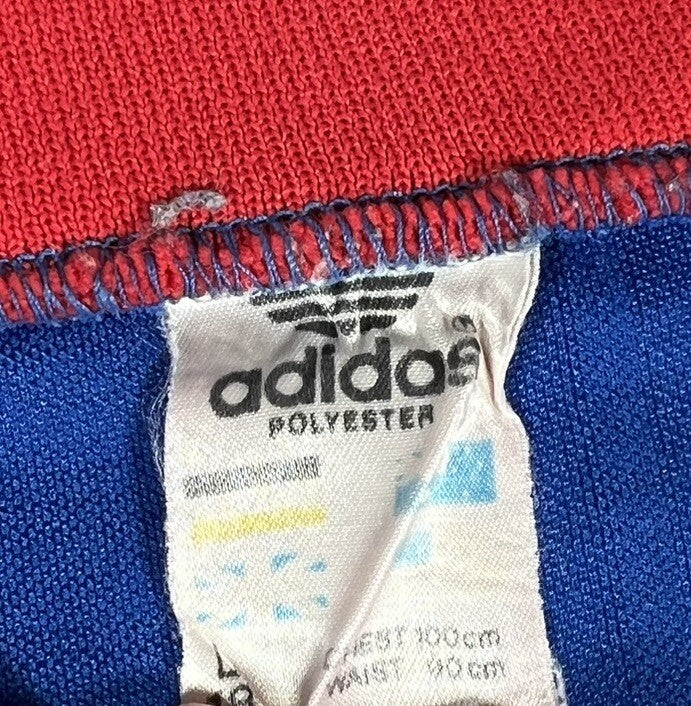 adidas
POLYESTER
L
CHEST 100cm
WAIST 90cm